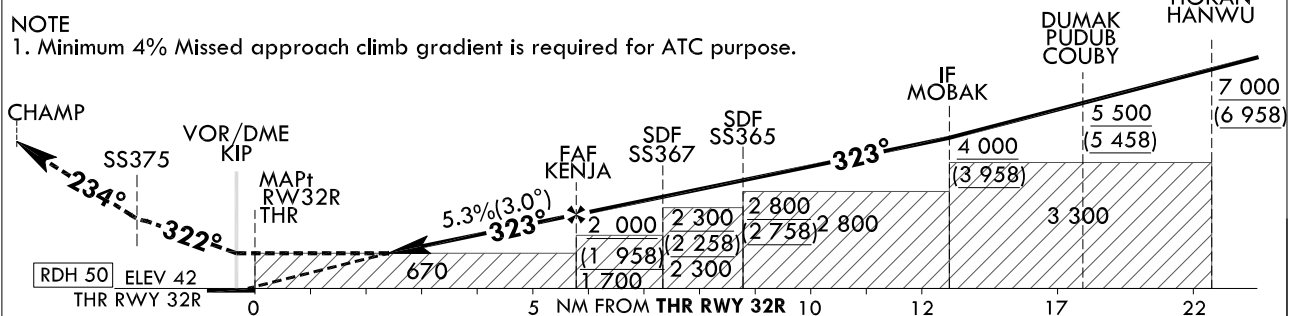 NOTE
1. Minimum 4% Missed approach climb gradient is required for ATC purpose.
HANWU
DUMAK
PUDUB
COUBY
IF
MOBAK
7 000
(6 958)
CHAMP
VOR/DME
KIP
SS375
SDF
SS365
SDF
SS367
5 500
(5 458)
4 000
(3 958)
FAF
KENJA
MAPt
RW32R
THR
323°
234°
322°
5.3%(3.0°)
323°
2 000
(1 958)
1 700
2 300
(2 258)
2 300
2 800
(2 758)
2 800
3 300
670
RDH 50
ELEV 42
THR RWY 32R
0 5 NM FROM THR RWY 32R 10 12 17 22